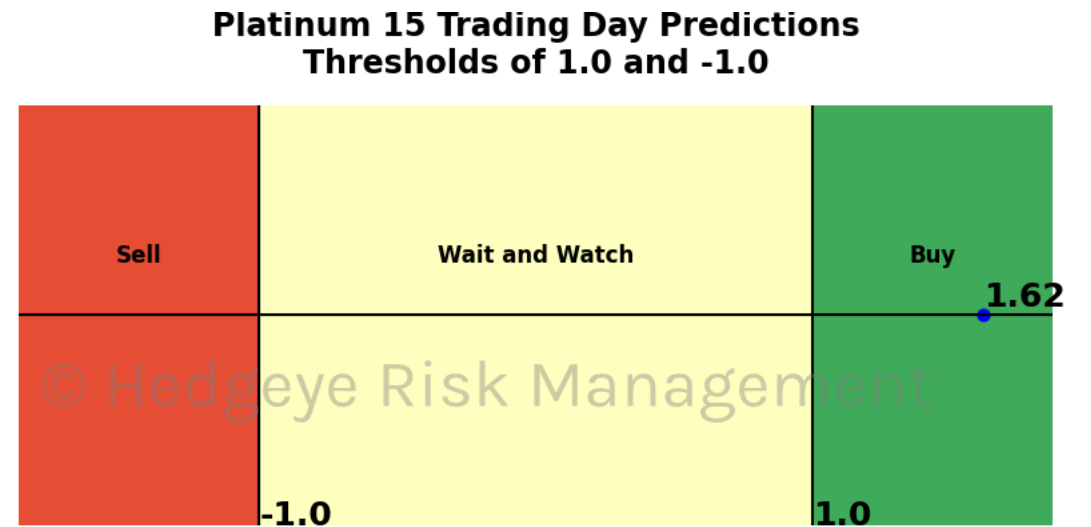 Platinum 15 Trading Day Predictions
Thresholds of 1.0 and -1.0
Sell
Wait and Watch
Buy
1.62
© Hedgeye Risk Management
-1.0
1.0